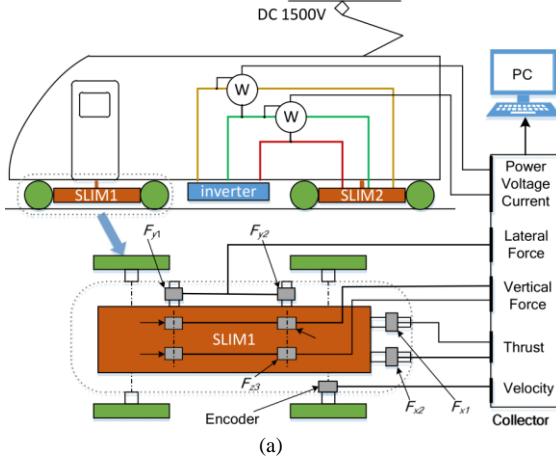 DC 1500V
W
W
PC
SLIM1
inverter
SLIM2
Power
Voltage
Current
Fy1
Fy2
Lateral
Force
Vertical
Force
SLIM1
Thrust
Fz3
Fx2
Fx1
Velocity
Encoder
Collector
(a)